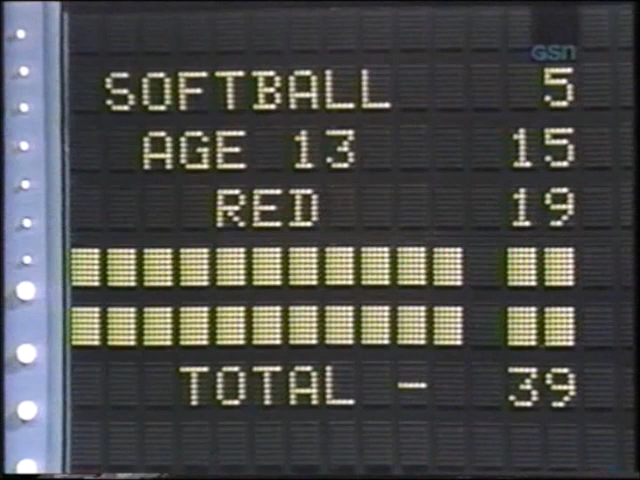 GSN
SOFTBALL 5
AGE 13 15
RED 19
TOTAL - 39